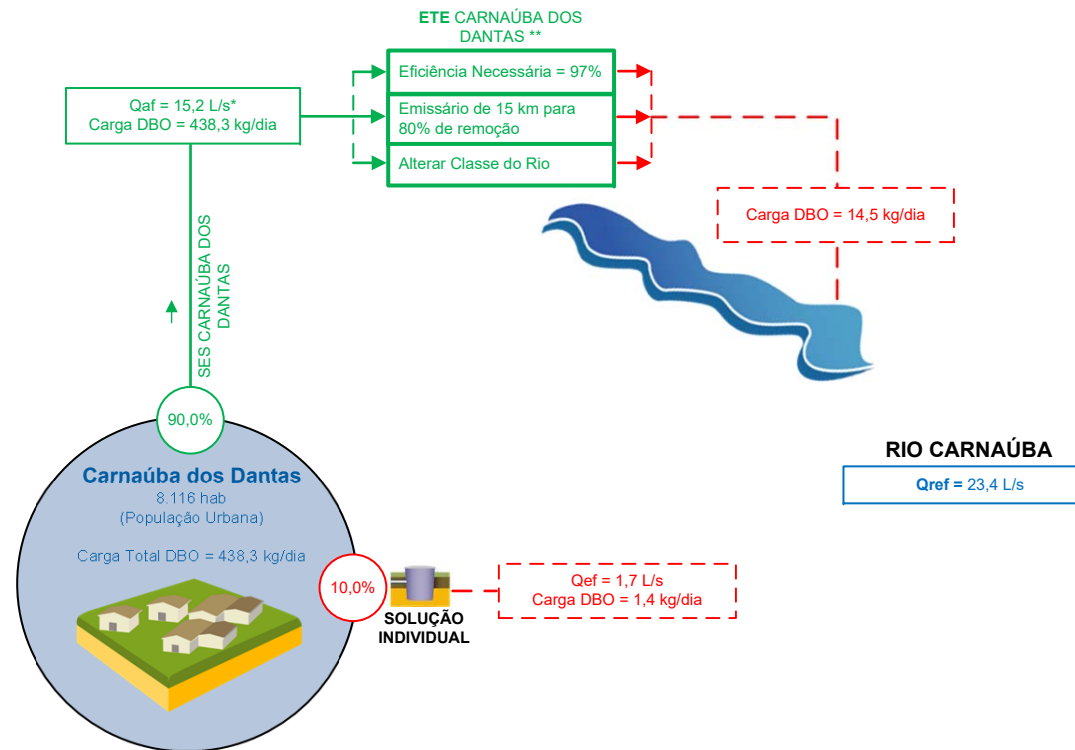 ETE CARNAÚBA DOS
DANTAS **
Eficiência Necessária = 97%
Emissário de 15 km para
80% de remoção
Alterar Classe do Rio
Qaf = 15,2 L/s*
Carga DBO = 438,3 kg/dia
Carga DBO = 14,5 kg/dia
SES CARNAÚBA DOS
DANTAS
90,0%
Carnaúba dos Dantas
8.116 hab
(População Urbana)
Carga Total DBO = 438,3 kg/dia
10,0%
SOLUÇÃO
INDIVIDUAL
Qef = 1,7 L/s
Carga DBO = 1,4 kg/dia
RIO CARNAÚBA
Qref = 23,4 L/s